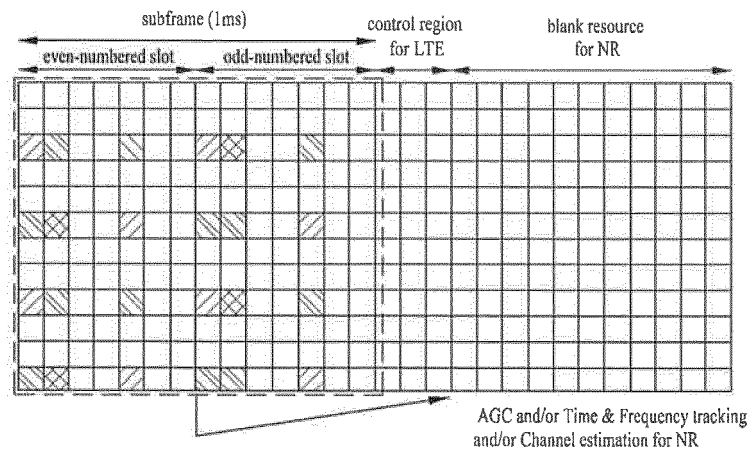 subframe (1ms)
control region
for LTE
blank resource
for NR
even-numbered slot
odd-numbered slot
AGC and/or Time & Frequency tracking
and/or Channel estimation for NR